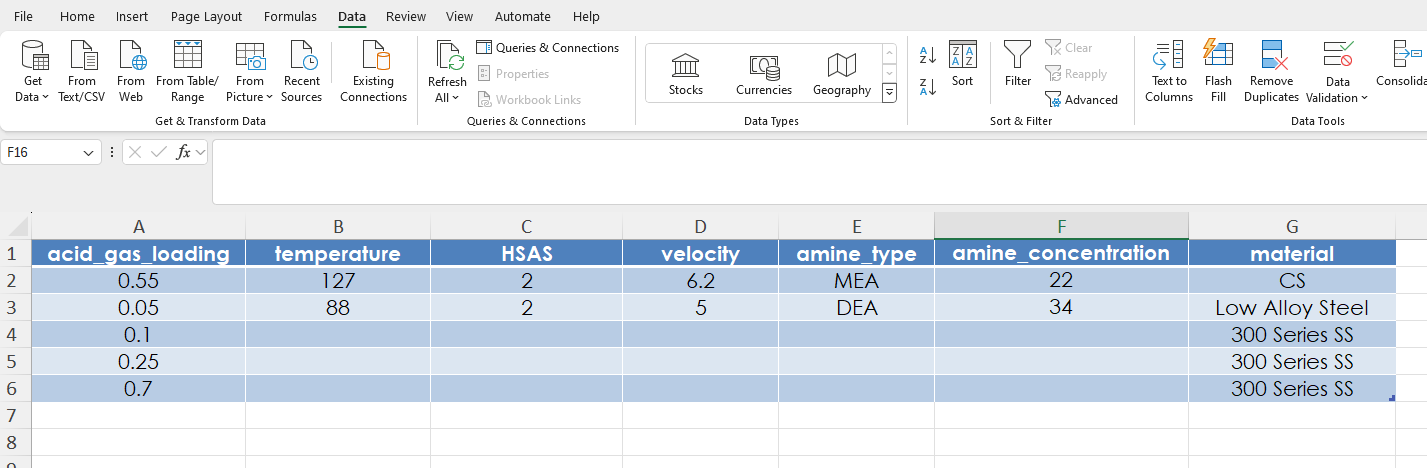 File Home Insert Page Layout Formulas Data Review View Automate Help
Get Data From Text/CSV From Web From Table/ Range From Picture Recent Sources Existing Connections
Get & Transform Data
Refresh All Queries & Connections Properties Workbook Links
Queries & Connections
Stocks Currencies Geography
Data Types
Sort Filter Clear Reapply Advanced
Sort & Filter
Text to Columns Flash Fill Remove Duplicates Data Validation Consolida
Data Tools
F16 fx
A B C D E F G
1 acid_gas_loading temperature HSAS velocity amine_type amine_concentration material
2 0.55 127 2 6.2 MEA 22 CS
3 0.05 88 2 5 DEA 34 Low Alloy Steel
4 0.1 300 Series SS
5 0.25 300 Series SS
6 0.7 300 Series SS
7
8